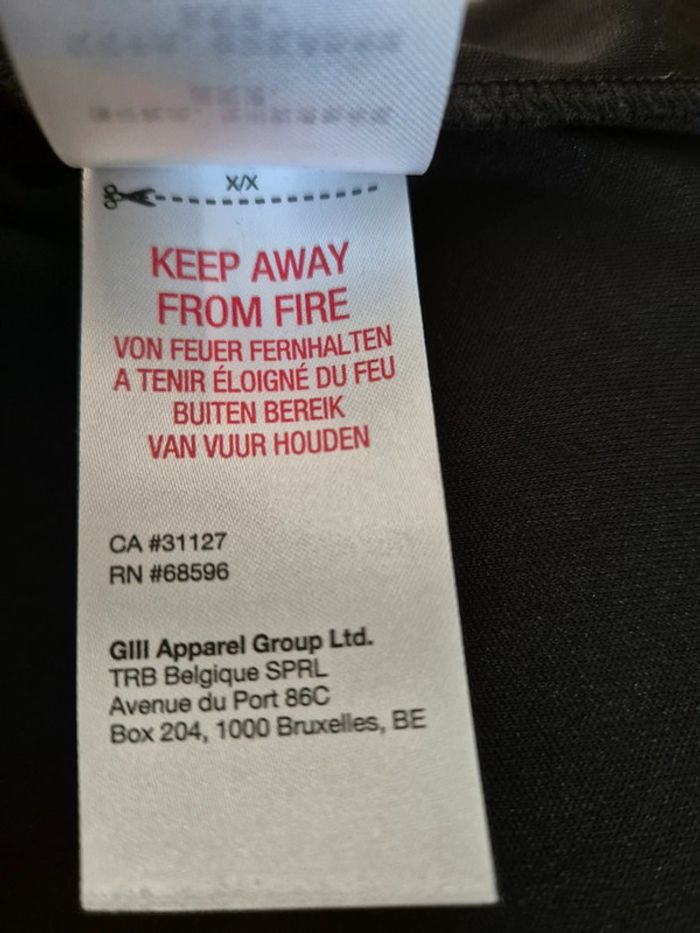 X/X
KEEP AWAY
FROM FIRE
VON FEUER FERNHALTEN
A TENIR ÉLOIGNÉ DU FEU
BUITEN BEREIK
VAN VUUR HOUDEN
CA #31127
RN #68596
GIII Apparel Group Ltd.
TRB Belgique SPRL
Avenue du Port 86C
Box 204, 1000 Bruxelles, BE